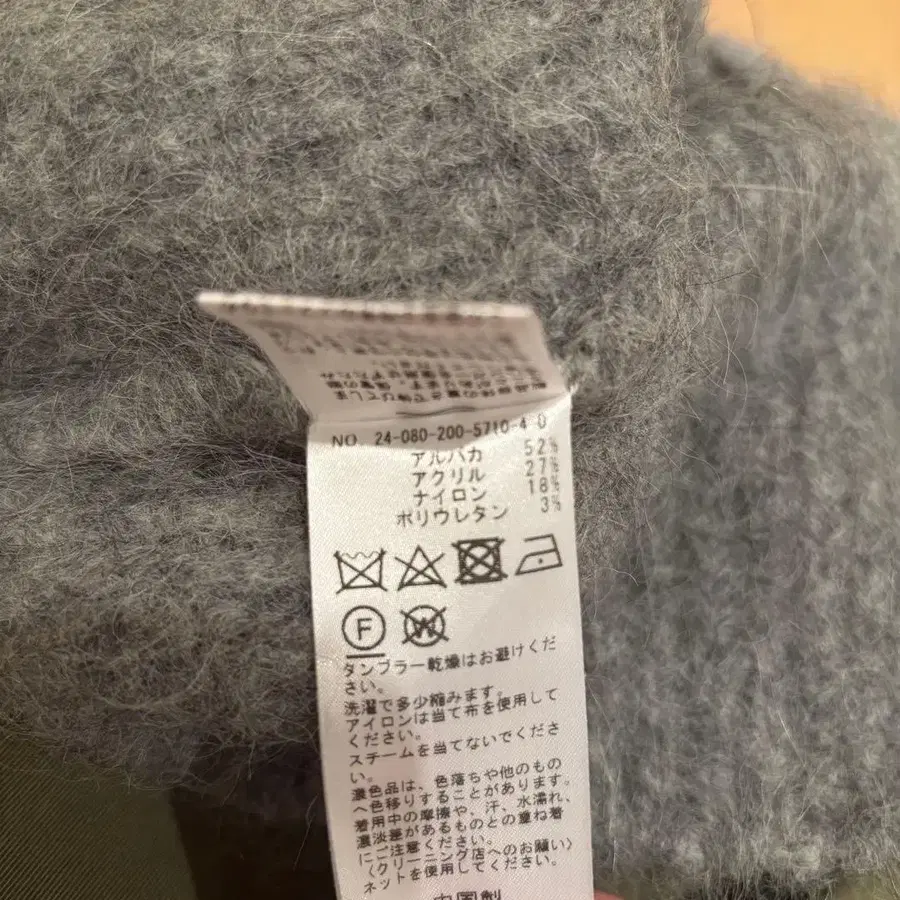 NO. 24-080-200-5710-4 0
アルパカ 52%
アクリル 27%
ナイロン 18%
ポリウレタン 3%
F W
タンブラー乾燥はお避けくだ
さい。
洗濯で多少縮みます。
アイロンは当て布を使用して
ください。
スチームを当てないでくださ
い。
濃色品は、色落ちや他のもの
へ色移りすることがあります。
着用中の摩擦や、汗、水濡れ、
濃淡差があるものとの重ね着
にご注意ください。
〈クリーニング店へのお願い〉
ネットを使用してください。
中国製